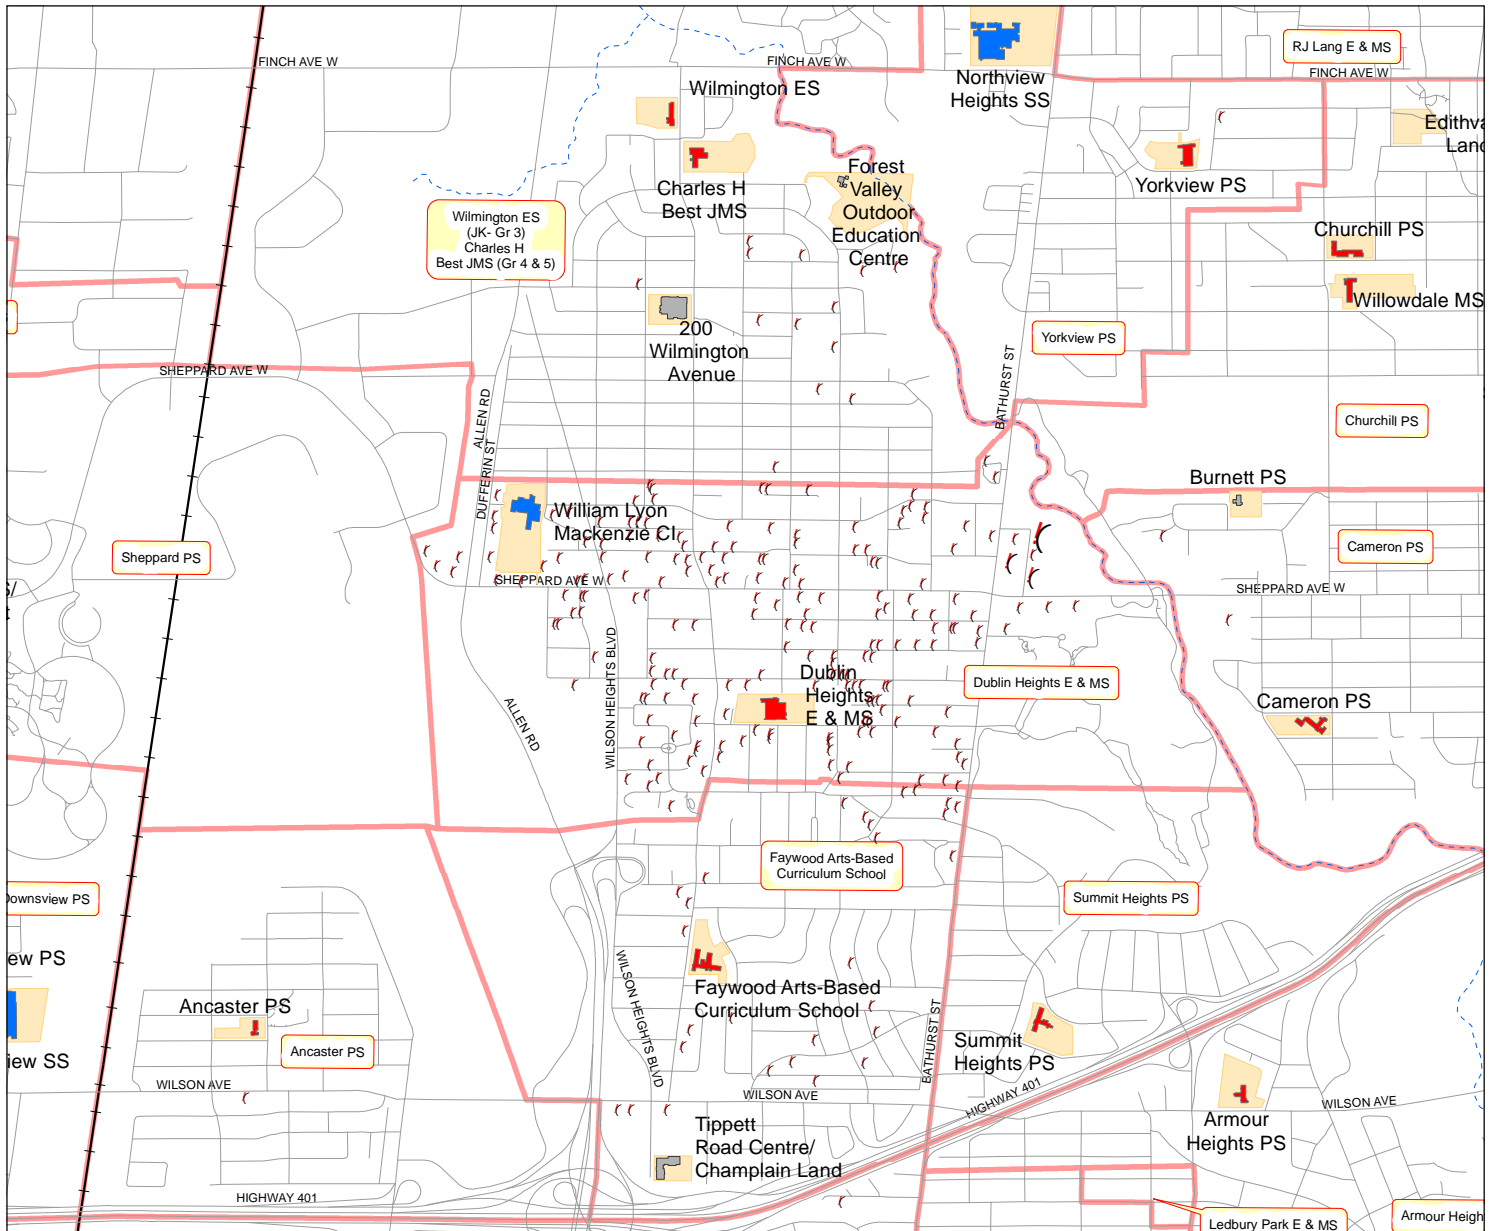 RJ Lang E & MS
FINCH AVE W
FINCH AVE W
FINCH AVE W
Northview
Heights SS
Wilmington ES
Edithva
Land
Charles H
Best JMS
Forest
Valley
Outdoor
Education
Centre
Yorkview PS
Wilmington ES
(JK- Gr 3)
Charles H
Best JMS (Gr 4 & 5)
Churchill PS
Willowdale MS
200
Wilmington
Avenue
Yorkview PS
SHEPPARD AVE W
BATHURST ST
ALLEN RD
DUFFERIN ST
Churchill PS
Burnett PS
William Lyon
Mackenzie CI
Sheppard PS
Cameron PS
SHEPPARD AVE W
SHEPPARD AVE W
S/
WILSON HEIGHTS BLVD
Dublin
Heights
E & MS
Dublin Heights E & MS
Cameron PS
ALLEN RD
Faywood Arts-Based
Curriculum School
Downsview PS
Summit Heights PS
ew PS
WILSON HEIGHTS BLVD
Faywood Arts-Based
Curriculum School
Ancaster PS
BATHURST ST
Summit
Heights PS
iew SS
Ancaster PS
WILSON AVE
WILSON AVE
HIGHWAY 401
WILSON AVE
Armour
Heights PS
Tippett
Road Centre/
Champlain Land
HIGHWAY 401
Ledbury Park E & MS
Armour Heigh